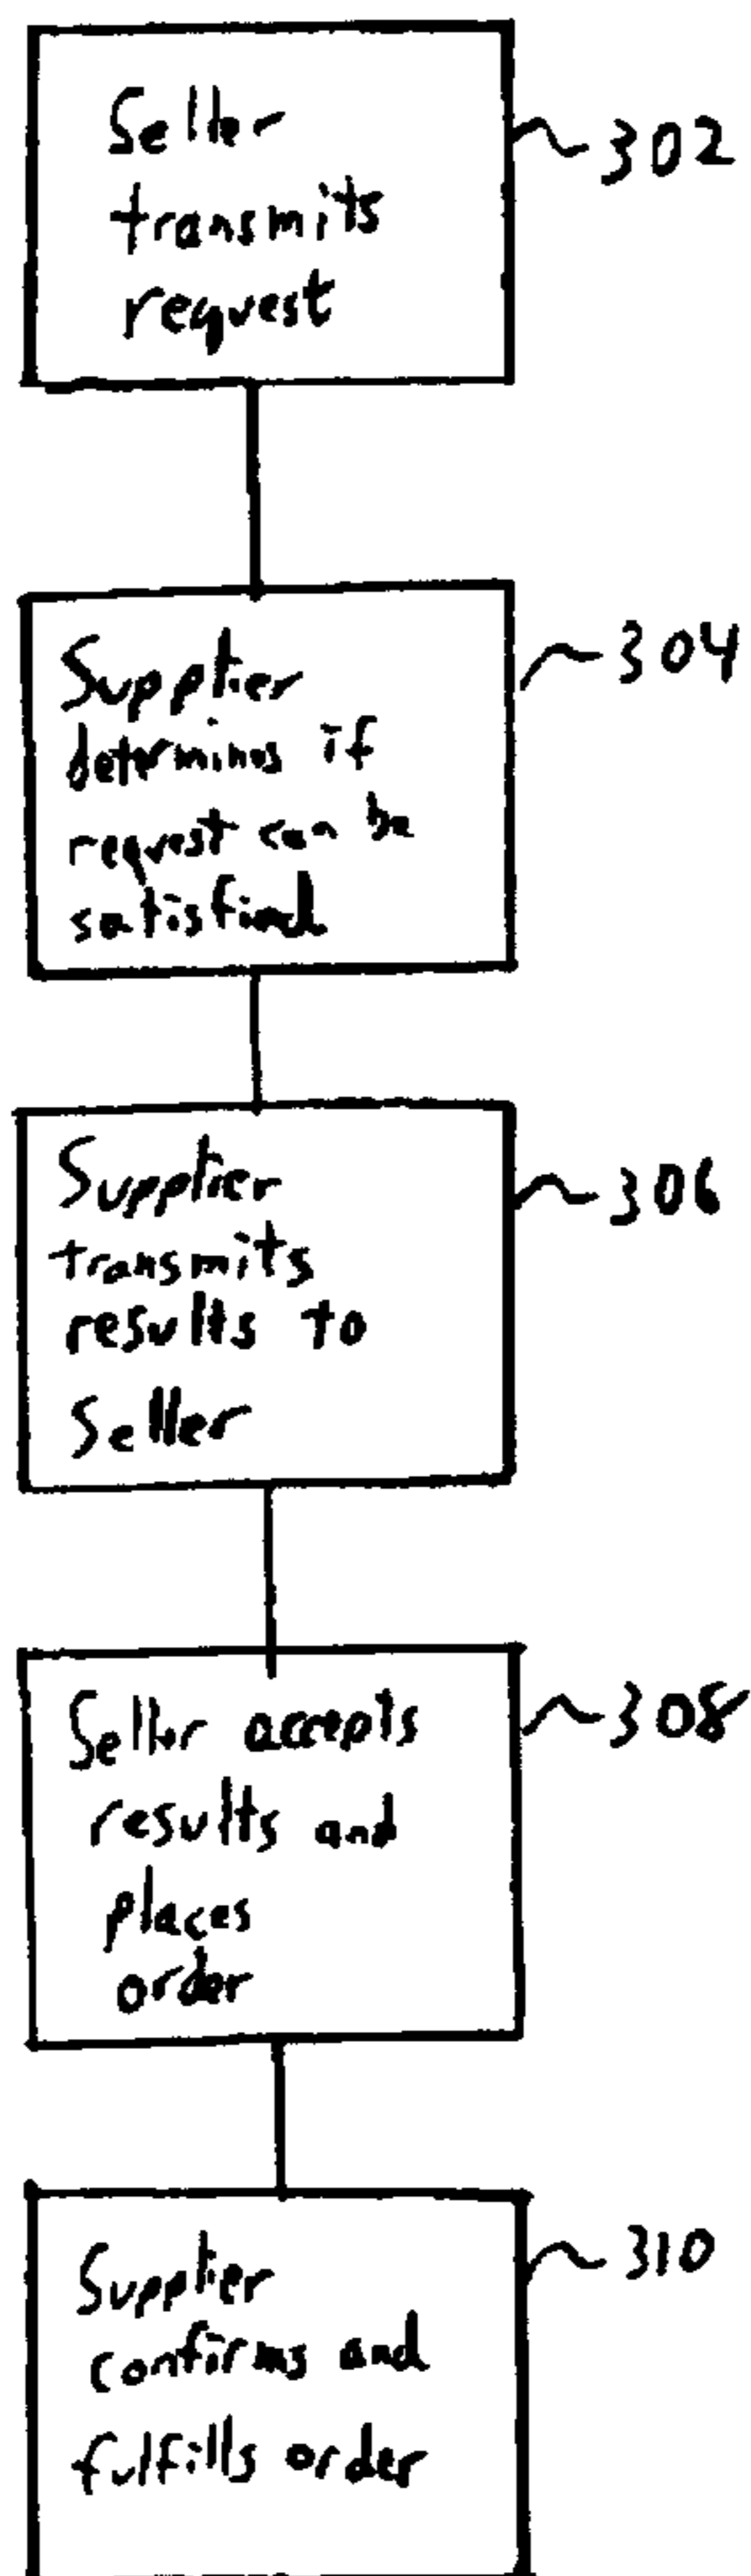 Seller
transmits
request
302
Supplier
determines if
request can be
satisfied
304
Supplier
transmits
results to
Seller
306
Seller accepts
results and
places
order
308
Supplier
confirms and
fulfills order
310